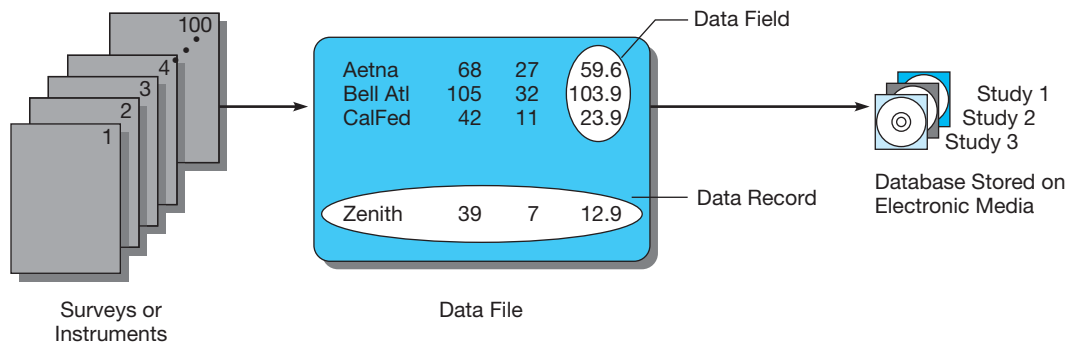 100
4
3
2
1
Surveys or
Instruments
Data Field
Aetna 68 27 59.6
Bell Atl 105 32 103.9
CalFed 42 11 23.9
Zenith 39 7 12.9
Data Record
Data File
Study 1
Study 2
Study 3
Database Stored on
Electronic Media